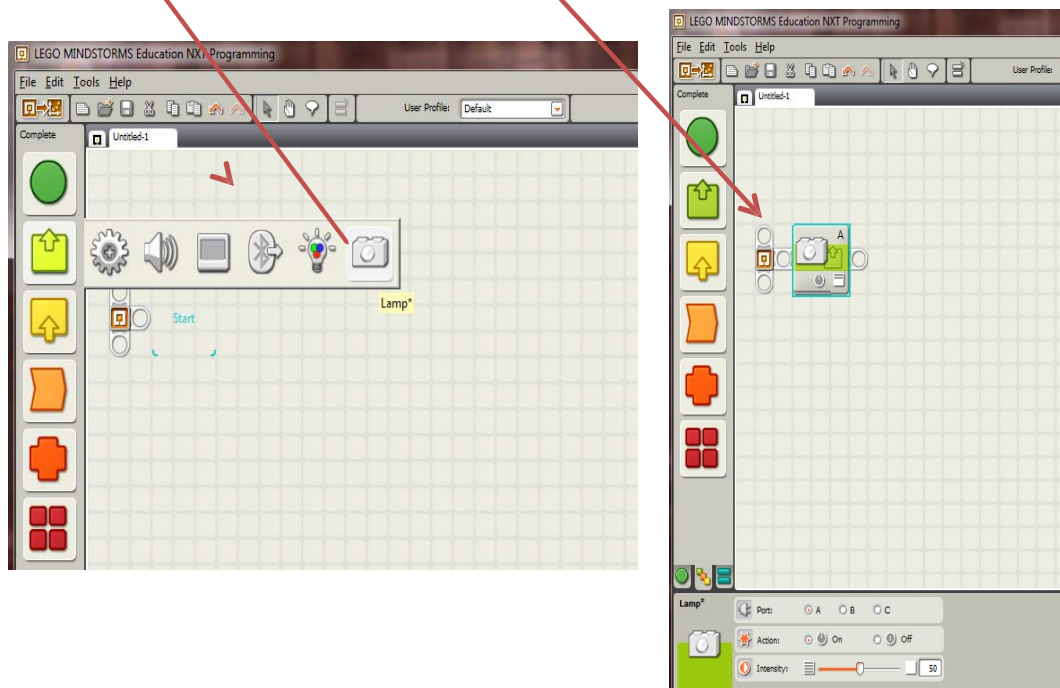 LEGO MINDSTORMS Education NXT Programming
File Edit Tools Help
User Profile: Default
Complete
Untitled-1
Lamp*
Start
LEGO MINDSTORMS Education NXT Programming
File Edit Tools Help
User Profile:
Complete
Untitled-1
A
Lamp*
Port: A B C
Action: On Off
Intensity: 50